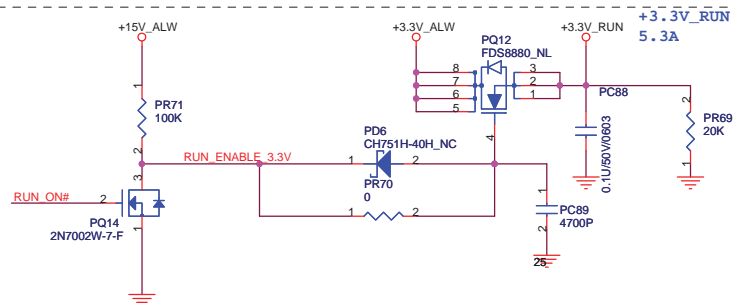 +3.3V_RUN
5.3A
+15V_ALW
+3.3V_ALW
+3.3V_RUN
PQ12
FDS8880_NL
1
PR71
100K
2
8
7
6
5
3
2
1
4
PC88
0.1U/50V/0603
2
PR69
20K
1
RUN_ENABLE_3.3V
PD6
CH751H-40H_NC
1
2
PR70
0
1
2
RUN_ON#
2
3
1
PQ14
2N7002W-7-F
1
PC89
4700P
2
25